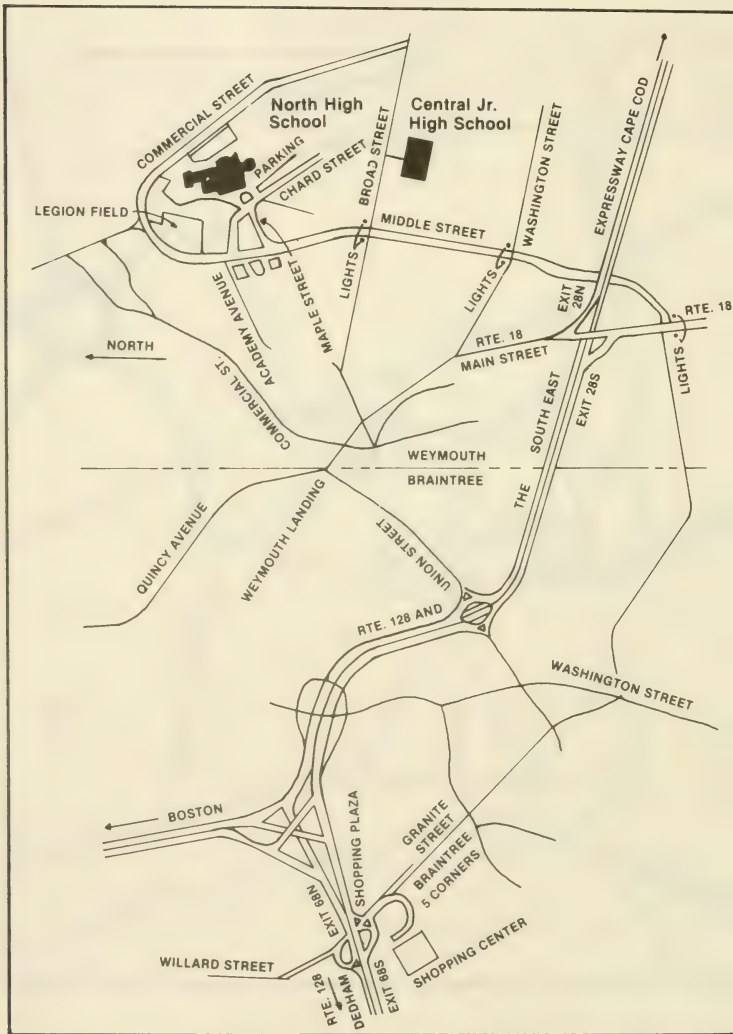 COMMERCIAL STREET
North High
School
PARKING
CHARD STREET
LEGION FIELD
BROAD STREET
Central Jr.
High School
WASHINGTON STREET
EXPRESSWAY CAPE COD
MIDDLE STREET
LIGHTS
LIGHTS
EXIT
28N
RTE. 18
RTE. 18
MAIN STREET
LIGHTS
EXIT 28S
NORTH
ACADEMY AVENUE
MAPLE STREET
COMMERCIAL ST.
THE SOUTH EAST
WEYMOUTH
BRAINTREE
QUINCY AVENUE
WEYMOUTH LANDING
UNION STREET
RTE. 128 AND
WASHINGTON STREET
BOSTON
SHOPPING PLAZA
GRANITE
STREET
BRAINTREE
5 CORNERS
EXIT 68N
SHOPPING CENTER
WILLARD STREET
RTE. 128
DEDHAM
EXIT 68S